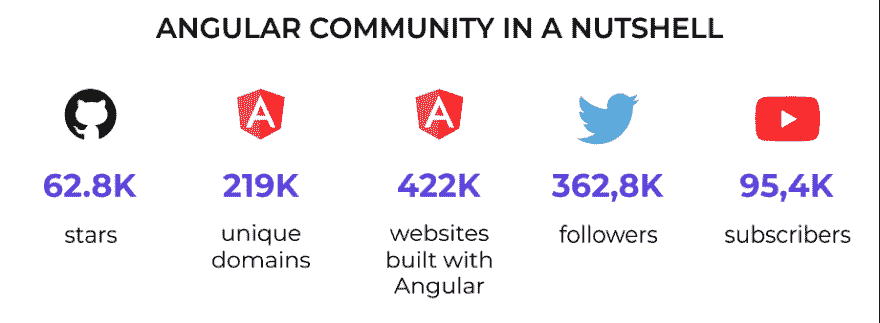 ANGULAR COMMUNITY IN A NUTSHELL
62.8K
stars
219K
unique
domains
422K
websites
built with
Angular
362,8K
followers
95,4K
subscribers